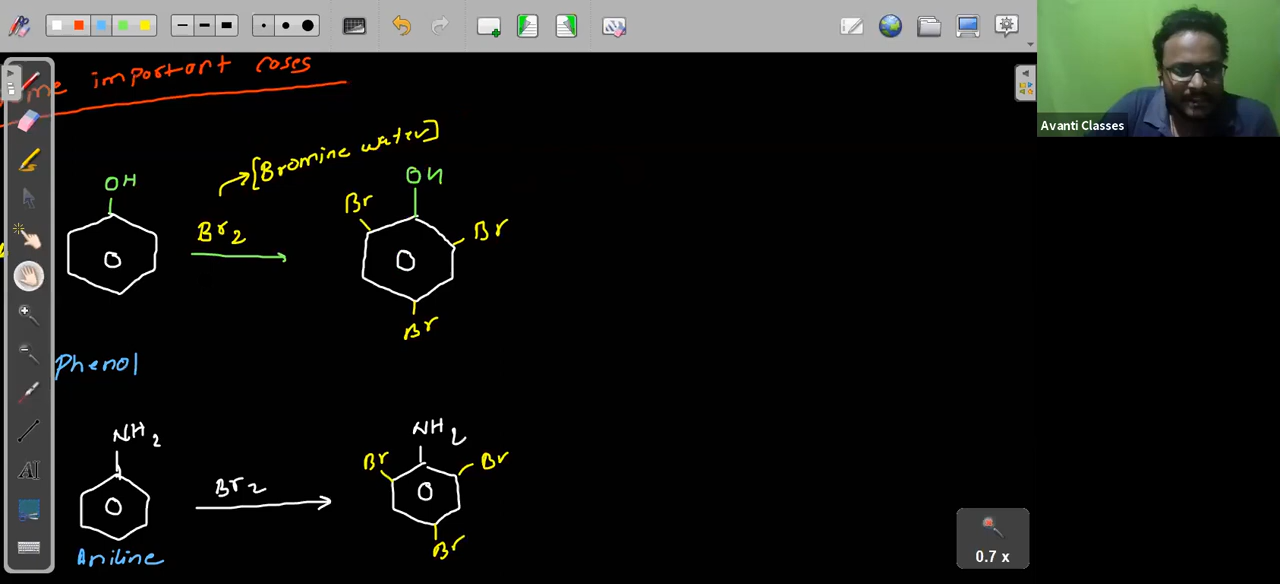 important cases
Avanti Classes
→[Bromine water]
OH
OH
Br
Br2
Br
Br
Phenol
NH2
NH2
Br
Br
Br2
Br
Aniline
AI
0.7 x